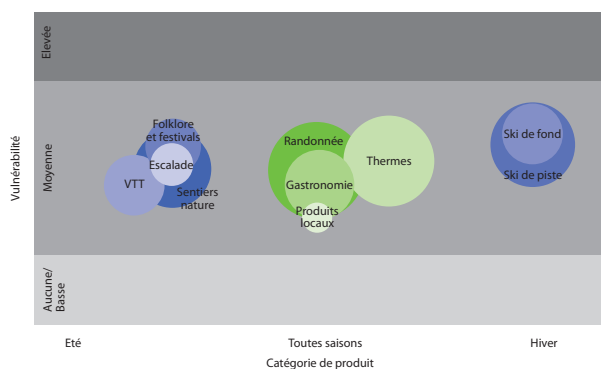 Vulnérabilité
Elevée
Moyenne
Aucune/
Basse
Folklore
et festivals
Escalade
VTT
Sentiers
nature
Randonnée
Thermes
Gastronomie
Produits
locaux
Ski de fond
Ski de piste
Eté
Toutes saisons
Hiver
Catégorie de produit